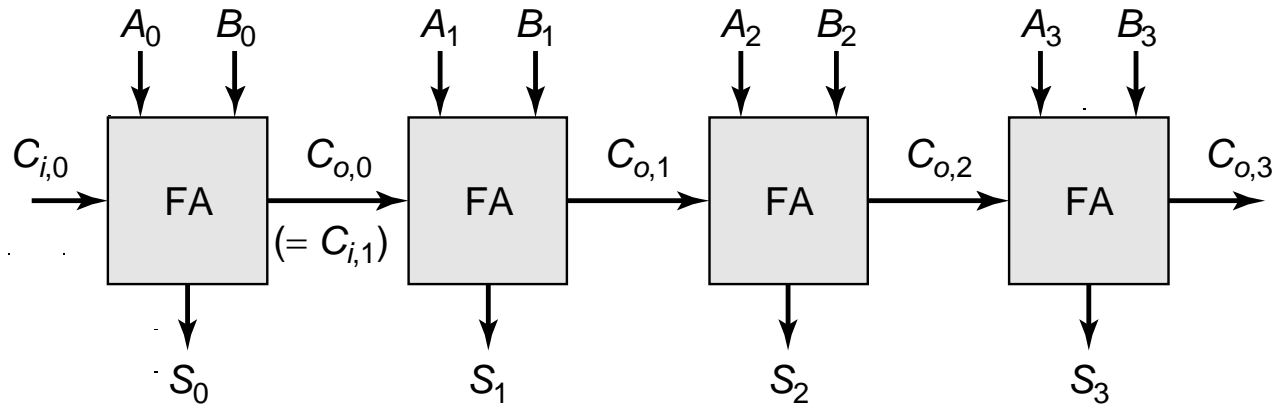 A0 B0 A1 B1 A2 B2 A3 B3
Ci,0 Co,0 Co,1 Co,2 Co,3
FA FA FA FA
(= Ci,1)
S0 S1 S2 S3